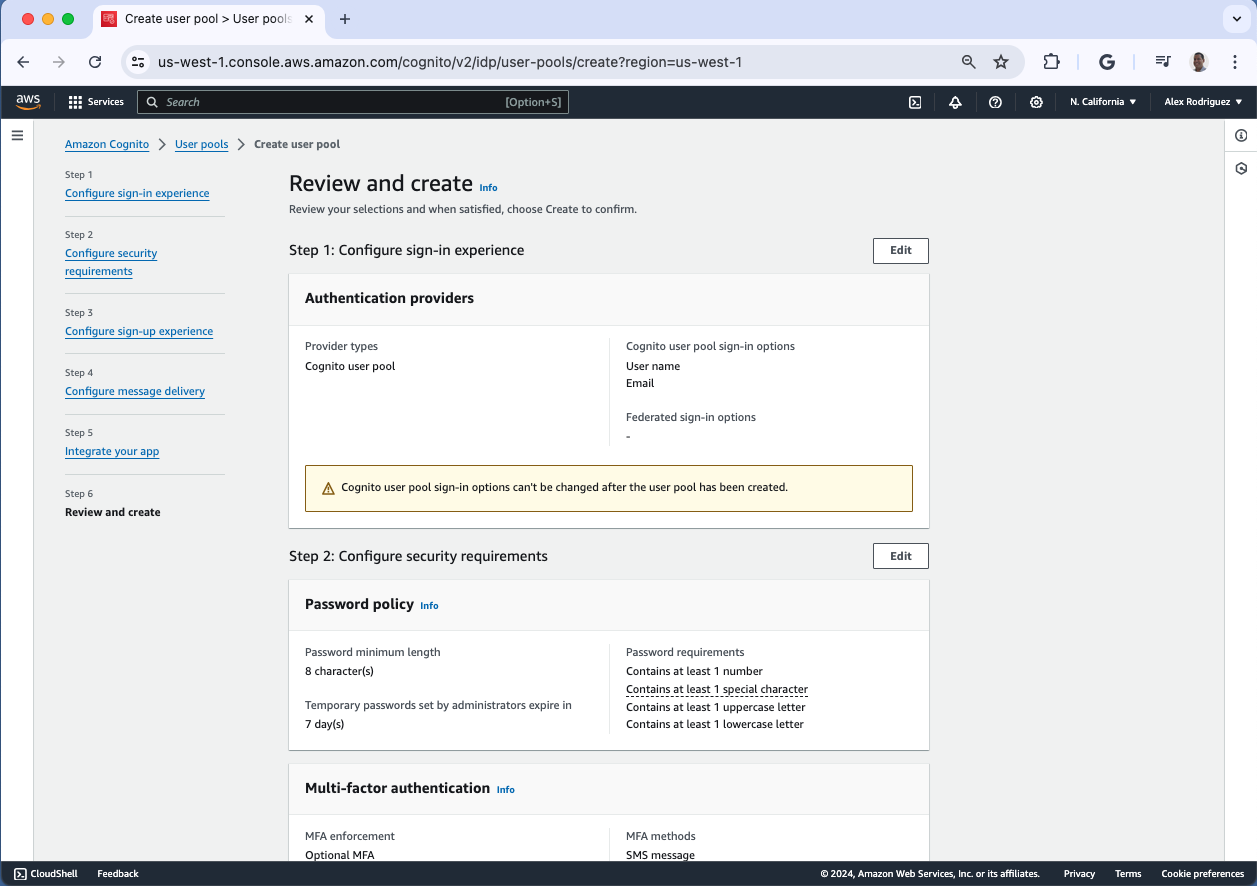 Create user pool > User pools
us-west-1.console.aws.amazon.com/cognito/v2/idp/user-pools/create?region=us-west-1
aws
Services
Search
[Option+S]
N. California
Alex Rodriguez
Amazon Cognito
User pools
Create user pool
Step 1
Configure sign-in experience
Step 2
Configure security
requirements
Step 3
Configure sign-up experience
Step 4
Configure message delivery
Step 5
Integrate your app
Step 6
Review and create
Review and create Info
Review your selections and when satisfied, choose Create to confirm.
Step 1: Configure sign-in experience
Edit
Authentication providers
Provider types
Cognito user pool
Cognito user pool sign-in options
User name
Email
Federated sign-in options
-
Cognito user pool sign-in options can't be changed after the user pool has been created.
Step 2: Configure security requirements
Edit
Password policy Info
Password minimum length
8 character(s)
Temporary passwords set by administrators expire in
7 day(s)
Password requirements
Contains at least 1 number
Contains at least 1 special character
Contains at least 1 uppercase letter
Contains at least 1 lowercase letter
Multi-factor authentication Info
MFA enforcement
Optional MFA
MFA methods
SMS message
CloudShell
Feedback
© 2024, Amazon Web Services, Inc. or its affiliates.
Privacy
Terms
Cookie preferences